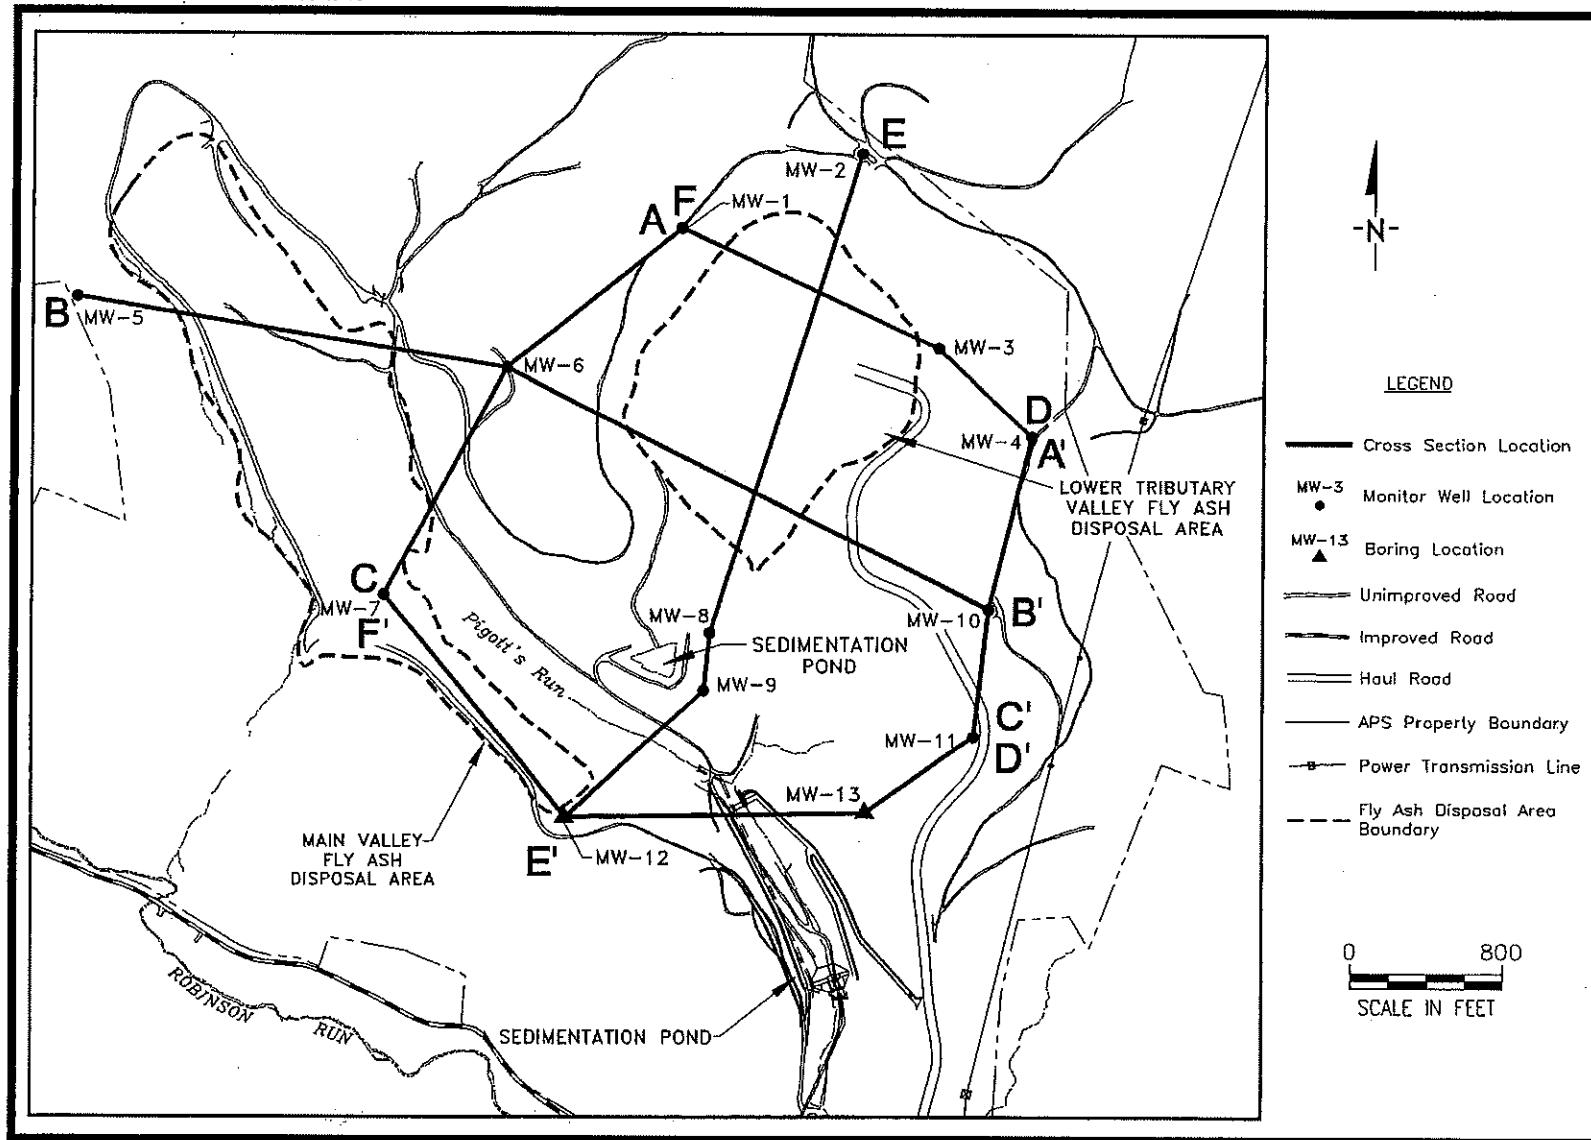 E
MW-2
F
A
MW-1
-N-
B
MW-5
MW-3
MW-6
LEGEND
D
MW-4
A'
Cross Section Location
LOWER TRIBUTARY
VALLEY FLY ASH
DISPOSAL AREA
MW-3
Monitor Well Location
MW-13
Boring Location
C
MW-7
F'
Pigott's Run
MW-8
SEDIMENTATION
POND
MW-10
B'
Unimproved Road
Improved Road
MW-9
Haul Road
C'
MW-11
D'
APS Property Boundary
Power Transmission Line
MW-13
Fly Ash Disposal Area
Boundary
MAIN VALLEY
FLY ASH
DISPOSAL AREA
E'
MW-12
ROBINSON RUN
SEDIMENTATION POND
0 800
SCALE IN FEET